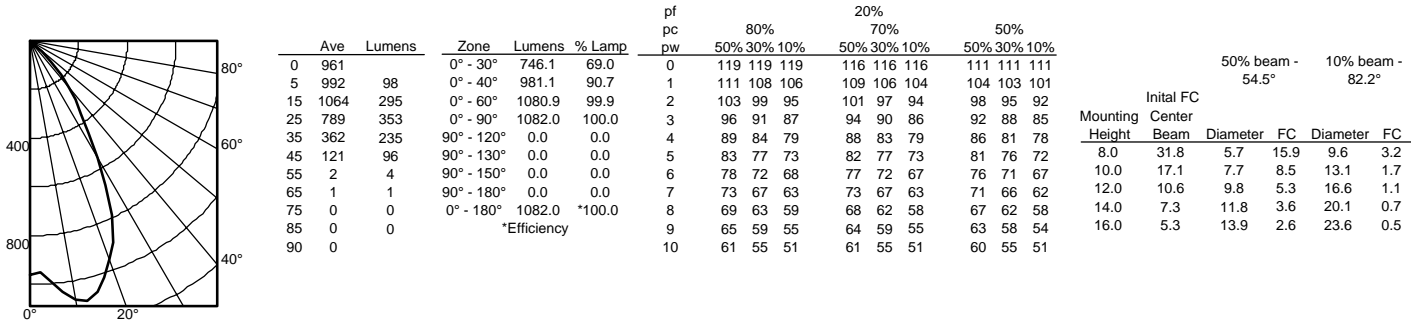 400
800
0°
20°
40°
60°
80°
Ave Lumens
0 961
5 992 98
15 1064 295
25 789 353
35 362 235
45 121 96
55 2 4
65 1 1
75 0 0
85 0 0
90 0
Zone Lumens % Lamp
0° - 30° 746.1 69.0
0° - 40° 981.1 90.7
0° - 60° 1080.9 99.9
0° - 90° 1082.0 100.0
90° - 120° 0.0 0.0
90° - 130° 0.0 0.0
90° - 150° 0.0 0.0
90° - 180° 0.0 0.0
0° - 180° 1082.0 *100.0
*Efficiency
pf 20%
pc 80% 70% 50%
pw 50% 30% 10% 50% 30% 10% 50% 30% 10%
0 119 119 119 116 116 116 111 111 111
1 111 108 106 109 106 104 104 103 101
2 103 99 95 101 97 94 98 95 92
3 96 91 87 94 90 86 92 88 85
4 89 84 79 88 83 79 86 81 78
5 83 77 73 82 77 73 81 76 72
6 78 72 68 77 72 67 76 71 67
7 73 67 63 73 67 63 71 66 62
8 69 63 59 68 62 58 67 62 58
9 65 59 55 64 59 55 63 58 54
10 61 55 51 61 55 51 60 55 51
50% beam - 10% beam -
54.5° 82.2°
Inital FC
Mounting Center
Height Beam Diameter FC Diameter FC
8.0 31.8 5.7 15.9 9.6 3.2
10.0 17.1 7.7 8.5 13.1 1.7
12.0 10.6 9.8 5.3 16.6 1.1
14.0 7.3 11.8 3.6 20.1 0.7
16.0 5.3 13.9 2.6 23.6 0.5